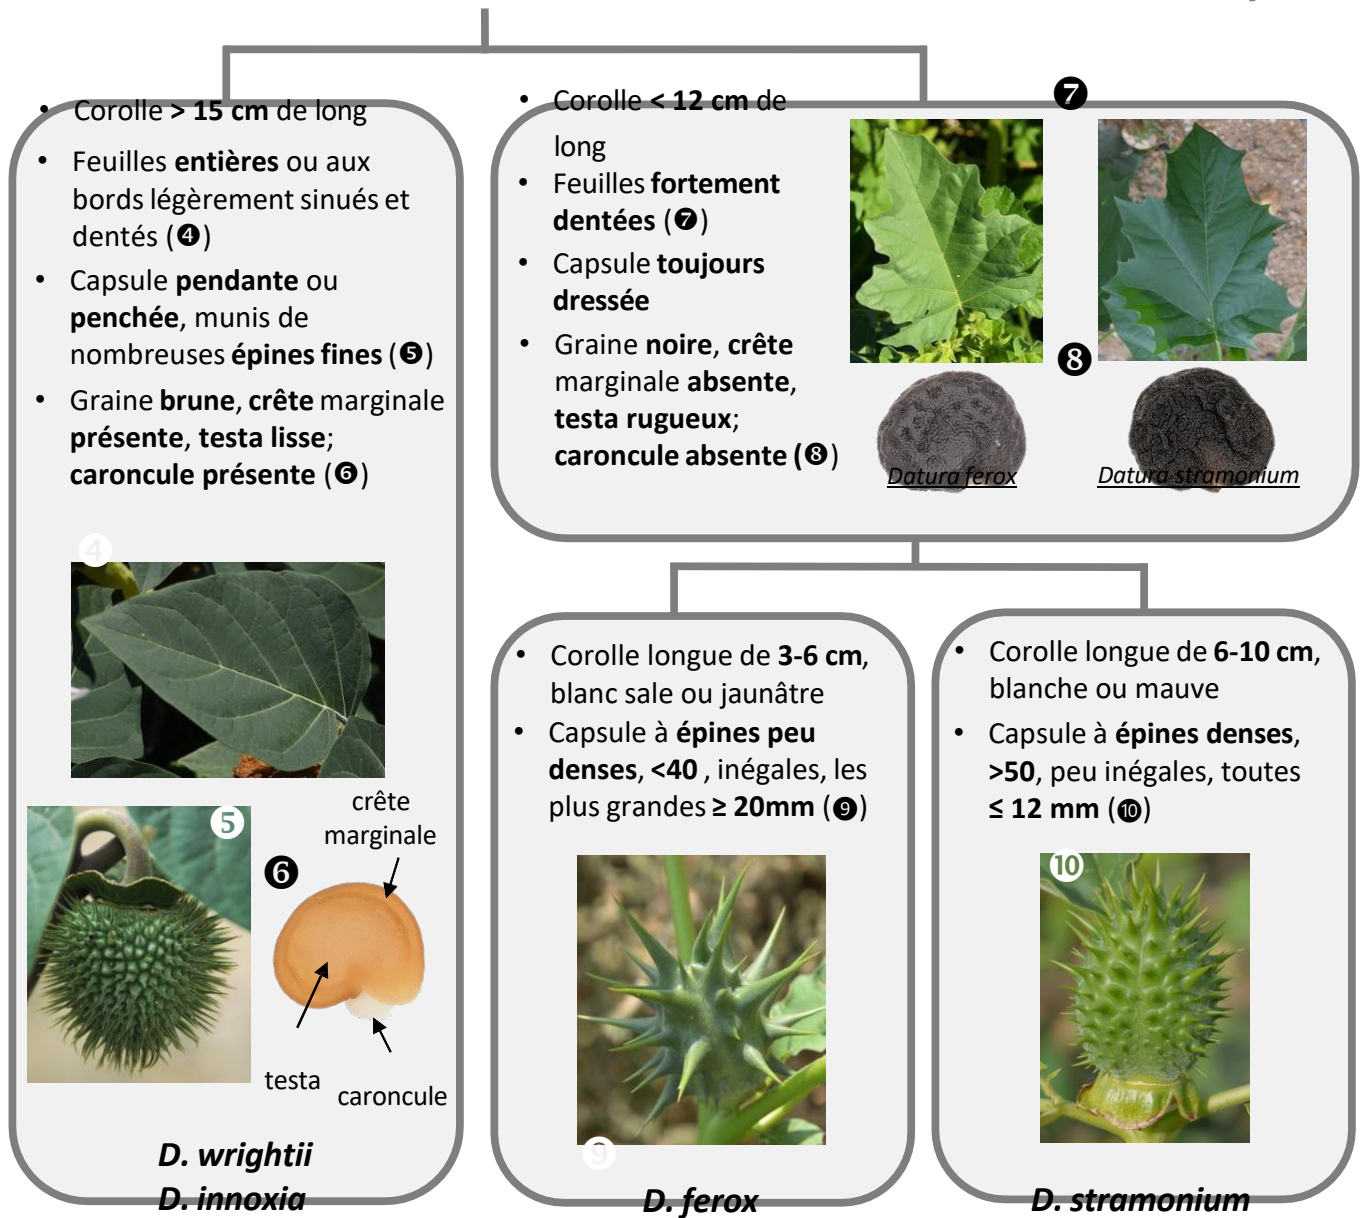 • Corolle > 15 cm de long
• Feuilles entières ou aux
bords légèrement sinués et
dentés (❹)
• Capsule pendante ou
penchée, munis de
nombreuses épines fines (❺)
• Graine brune, crête marginale
présente, testa lisse;
caroncule présente (❻)
❹
❺
❻
crête
marginale
testa
caroncule
D. wrightii
D. innoxia
• Corolle < 12 cm de
long
• Feuilles fortement
dentées (❼)
• Capsule toujours
dressée
• Graine noire, crête
marginale absente,
testa rugueux;
caroncule absente (❽)
❼
❽
Datura ferox
Datura stramonium
• Corolle longue de 3-6 cm,
blanc sale ou jaunâtre
• Capsule à épines peu
denses, <40 , inégales, les
plus grandes ≥ 20mm (❾)
❾
D. ferox
• Corolle longue de 6-10 cm,
blanche ou mauve
• Capsule à épines denses,
>50, peu inégales, toutes
≤ 12 mm (❿)
❿
D. stramonium